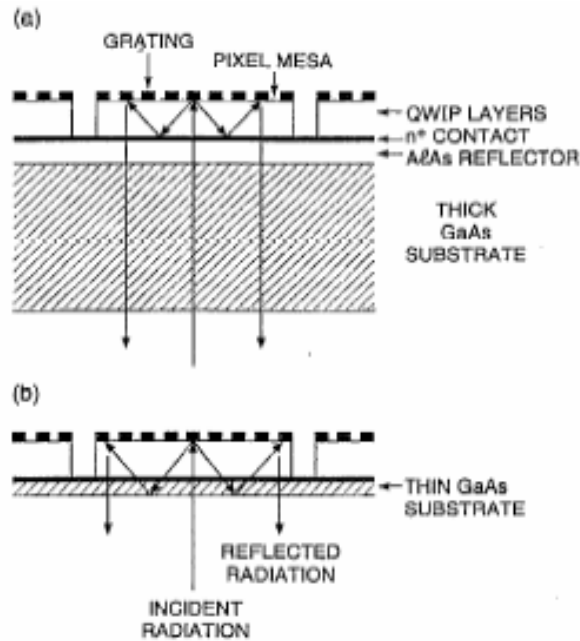 (a)
GRATING
PIXEL MESA
QWIP LAYERS
n⁺ CONTACT
AℓAs REFLECTOR
THICK
GaAs
SUBSTRATE
(b)
THIN GaAs
SUBSTRATE
REFLECTED
RADIATION
INCIDENT
RADIATION